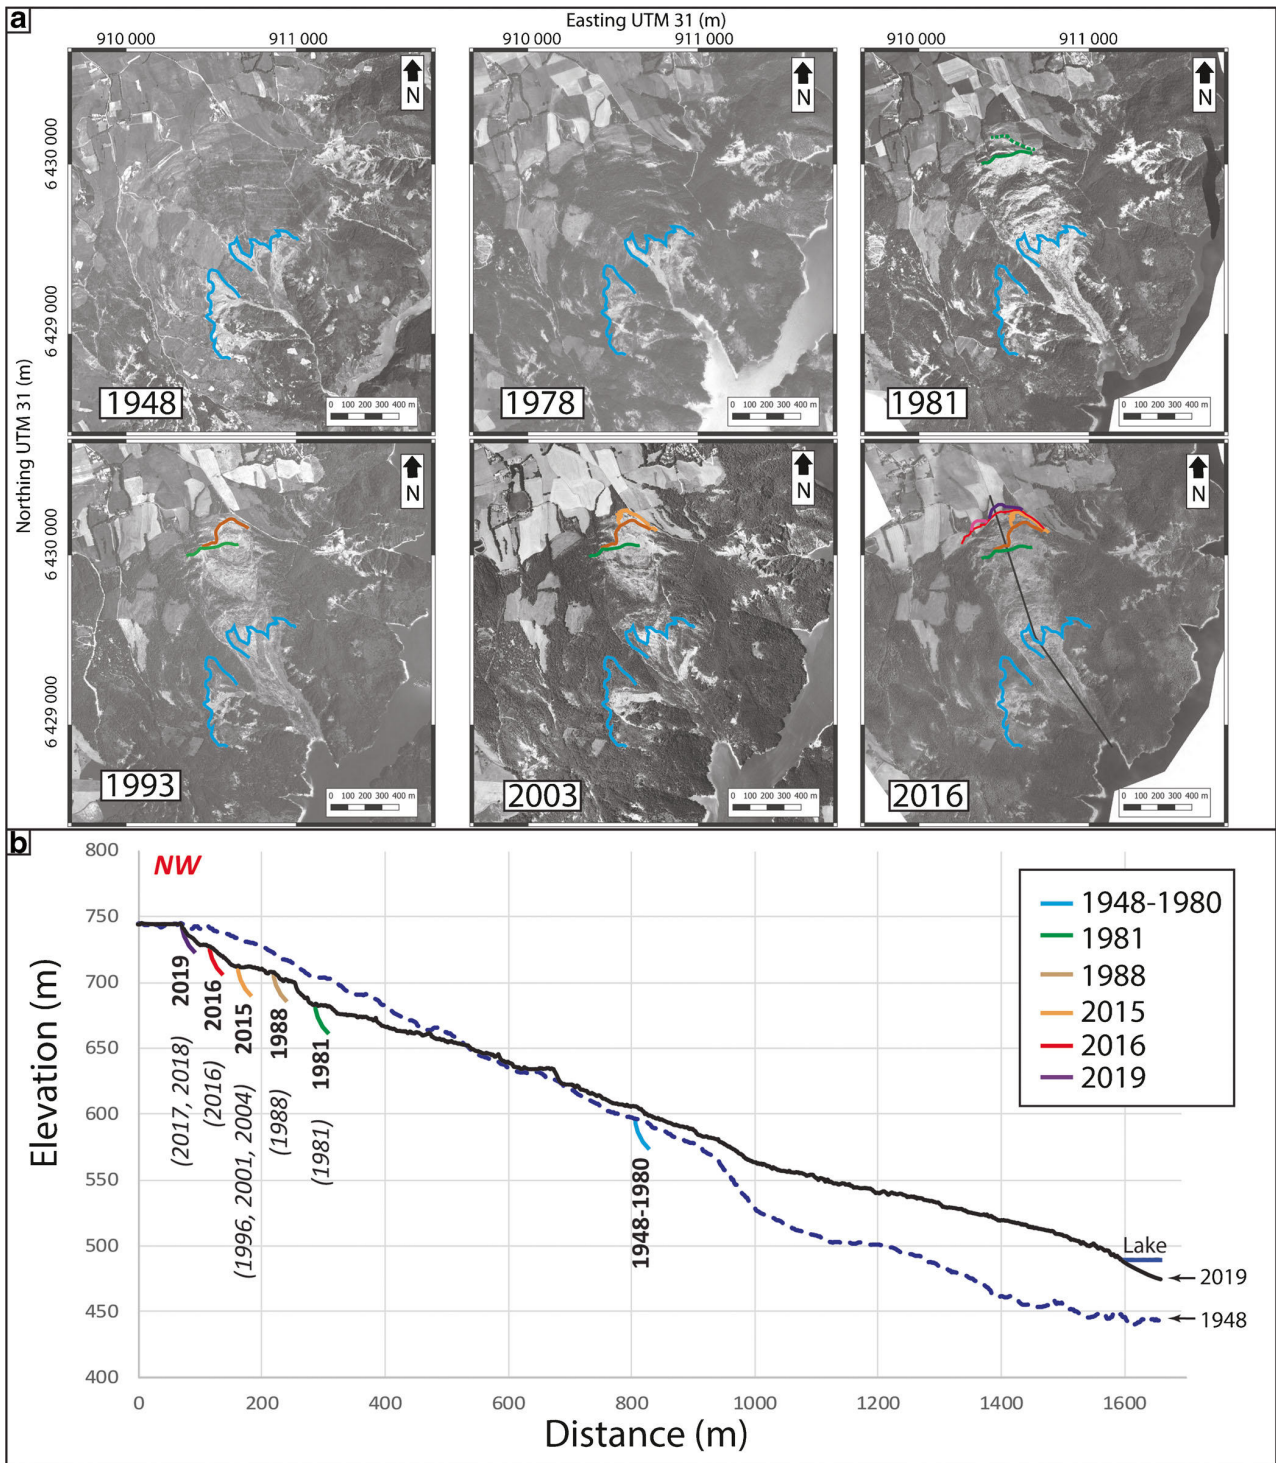 a
Easting UTM 31 (m)
910 000 911 000 910 000 911 000 910 000 911 000
Northing UTM 31 (m)
6 430 000
6 429 000
N
1948
0 100 200 300 400 m
N
1978
0 100 200 300 400 m
N
1981
0 100 200 300 400 m
6 430 000
6 429 000
N
1993
0 100 200 300 400 m
N
2003
0 100 200 300 400 m
N
2016
0 100 200 300 400 m
b
NW
Elevation (m)
800
750
700
650
600
550
500
450
400
2019
(2017, 2018)
2016
(2016)
2015
(1996, 2001, 2004)
1988
(1988)
1981
(1981)
1948-1980
1948-1980
1981
1988
2015
2016
2019
Lake
2019
1948
0 200 400 600 800 1000 1200 1400 1600
Distance (m)